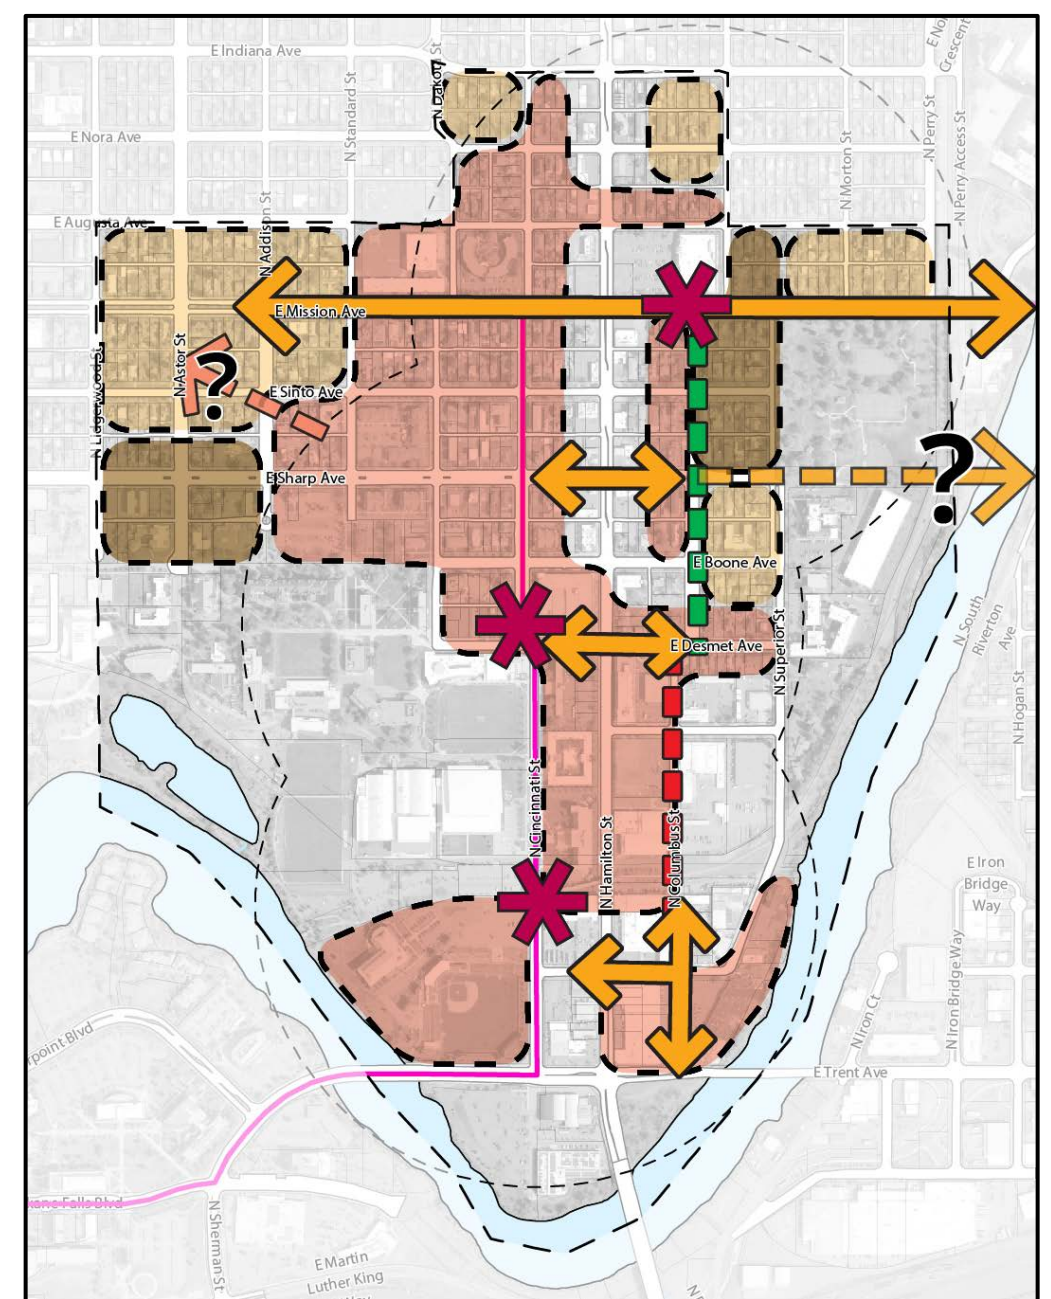 E Indiana Ave
N Dakota St
Crescent
E Nora Ave
N Standard St
N Morton St
N Perry St
N Perry Access St
E Augusta Ave
N Addison St
E Mission Ave
N Astor St
?
E Sinto Ave
N Lidgerwood St
E Sharp Ave
?
E Boone Ave
E Desmet Ave
N Superior St
N South
Riverton
Ave
N Hogan St
N Cincinnati St
N Hamilton St
N Columbus St
E Iron
Bridge
Way
N Iron Bridge Way
N Iron Ct
rpoint Blvd
E Trent Ave
kane Falls Blvd
N Sherman St
E Martin
Luther King